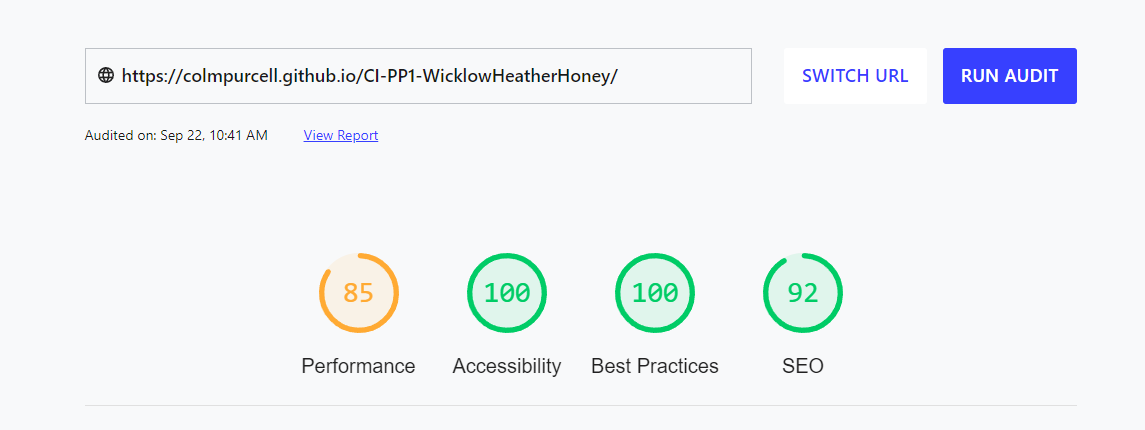 https://colmpurcell.github.io/CI-PP1-WicklowHeatherHoney/ SWITCH URL RUN AUDIT
Audited on: Sep 22, 10:41 AM View Report
85 100 100 92
Performance Accessibility Best Practices SEO